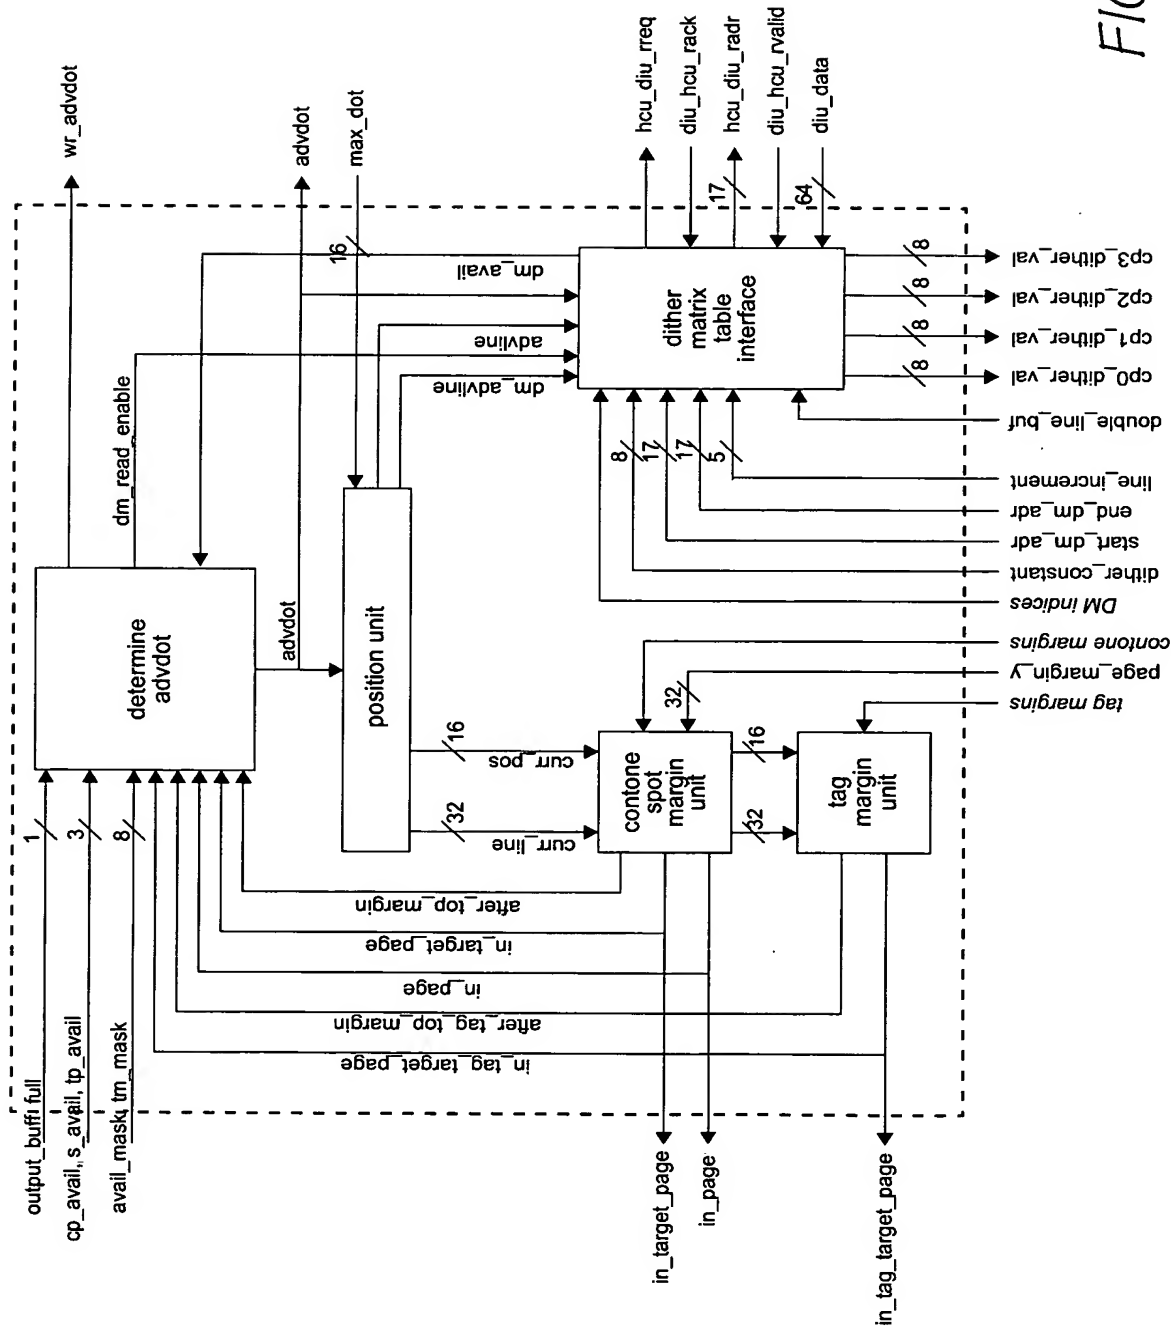 FIG
wr_advdot
advdot
max_dot
hcu_diu_rreq
diu_hcu_rack
hcu_diu_radr
diu_hcu_rvalid
diu_data
17
64
16
dm_avail
advline
dm_advline
dm_read_enable
determine
advdot
advdot
position unit
dither
matrix
table
interface
8
8
8
8
cp3_dither_val
cp2_dither_val
cp1_dither_val
cp0_dither_val
double_line_buf
8
17
17
5
line_increment
end_dm_adr
start_dm_adr
dither_constant
DM indices
contone margins
page_margin_y
tag margins
32
16
curr_pos
32
curr_line
contone
spot
margin
unit
16
32
tag
margin
unit
1
3
8
output_buff_full
cp_avail, s_avail, tp_avail
avail_mask, tm_mask
after_top_margin
in_target_page
in_page
after_tag_top_margin
in_tag_target_page
in_target_page
in_page
in_tag_target_page